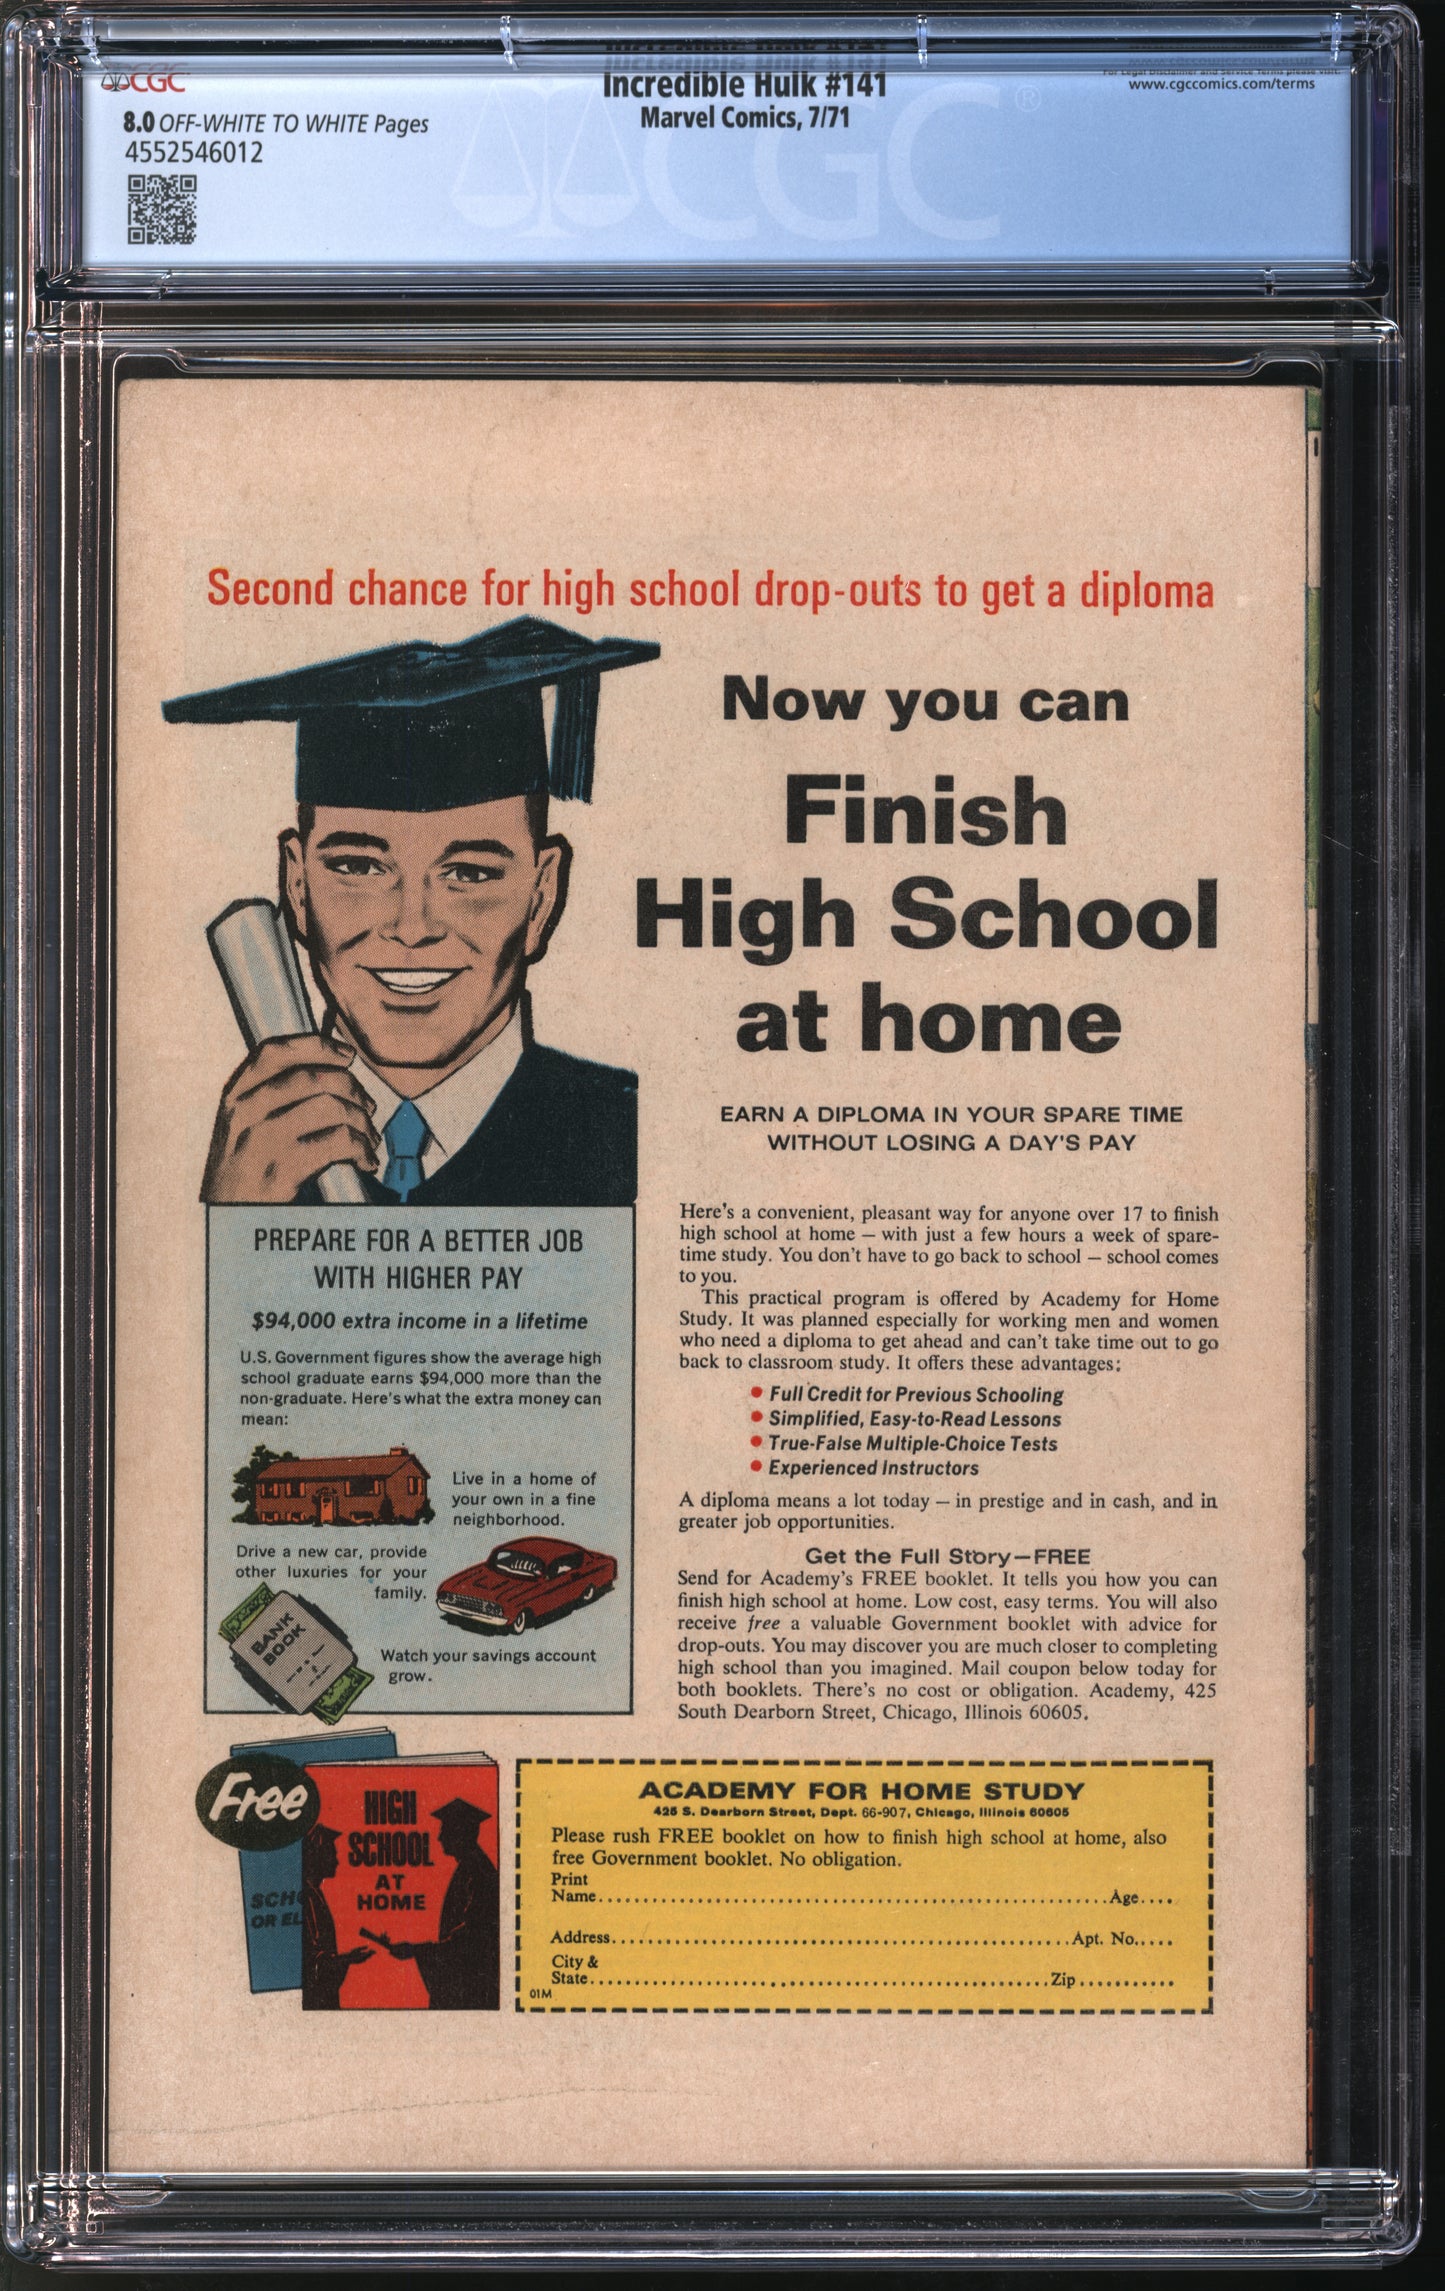 CGC
Incredible Hulk #141
For Legal Disclaimer and Service Terms please visit:
www.cgccomics.com/terms
Marvel Comics, 7/71
8.0 OFF-WHITE TO WHITE Pages
4552546012
CGC ®
Second chance for high school drop-outs to get a diploma
Now you can
Finish
High School
at home
EARN A DIPLOMA IN YOUR SPARE TIME
WITHOUT LOSING A DAY'S PAY
PREPARE FOR A BETTER JOB
WITH HIGHER PAY
$94,000 extra income in a lifetime
U.S. Government figures show the average high
school graduate earns $94,000 more than the
non-graduate. Here's what the extra money can
mean:
Live in a home of
your own in a fine
neighborhood.
Drive a new car, provide
other luxuries for your
family.
BANK
BOOK
Watch your savings account
grow.
Here's a convenient, pleasant way for anyone over 17 to finish
high school at home — with just a few hours a week of spare-
time study. You don't have to go back to school — school comes
to you.
This practical program is offered by Academy for Home
Study. It was planned especially for working men and women
who need a diploma to get ahead and can't take time out to go
back to classroom study. It offers these advantages:
• Full Credit for Previous Schooling
• Simplified, Easy-to-Read Lessons
• True-False Multiple-Choice Tests
• Experienced Instructors
A diploma means a lot today — in prestige and in cash, and in
greater job opportunities.
Get the Full Story—FREE
Send for Academy's FREE booklet. It tells you how you can
finish high school at home. Low cost, easy terms. You will also
receive free a valuable Government booklet with advice for
drop-outs. You may discover you are much closer to completing
high school than you imagined. Mail coupon below today for
both booklets. There's no cost or obligation. Academy, 425
South Dearborn Street, Chicago, Illinois 60605.
Free
HIGH
SCHOOL
AT
HOME
SCHO
OR EL
ACADEMY FOR HOME STUDY
425 S. Dearborn Street, Dept. 66-907, Chicago, Illinois 60605
Please rush FREE booklet on how to finish high school at home, also
free Government booklet. No obligation.
Print
Name.......... Age....
Address.......... Apt. No.....
City &
State.......... Zip...........
01M